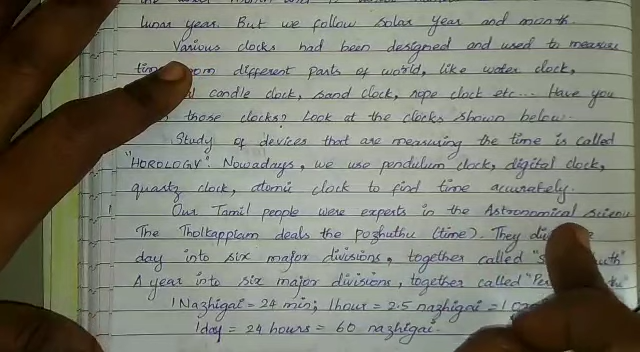 lunar year. But we follow solar year and month.
Various clocks had been designed and used to measure
time from different parts of world, like water clock,
candle clock, sand clock, rope clock etc... Have you
those clocks? Look at the clocks shown below.
Study of devices that are measuring the time is called
"HOROLOGY". Nowadays, we use pendulum clock, digital clock,
quartz clock, atomic clock to find time accurately.
Our Tamil people were experts in the Astronomical
The Tholkappiam deals the pozhuthu (time). They
day into six major divisions, together called
A year into six major divisions, together called
1 Nazhigai = 24 min; 1 hour = 2.5 nazhigai =
1 day = 24 hours = 60 nazhigai.